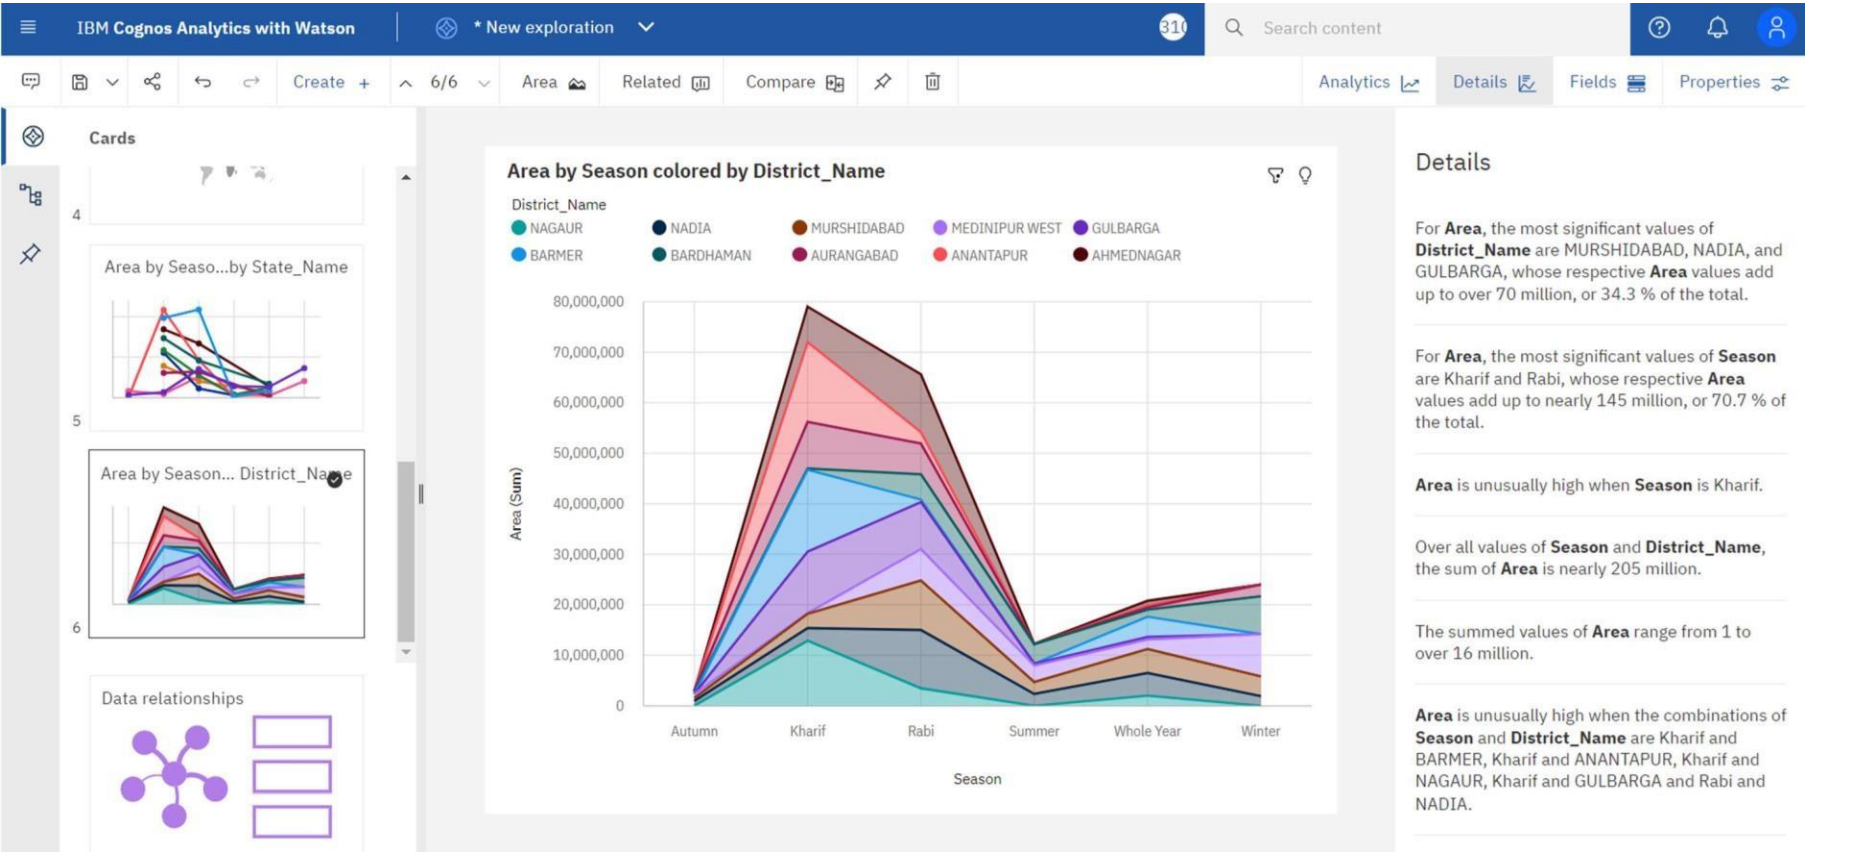 IBM Cognos Analytics with Watson
* New exploration
310
Search content
Create +
6/6
Area
Related
Compare
Analytics
Details
Fields
Properties
Cards
4
Area by Seaso...by State_Name
5
Area by Season... District_Name
6
Data relationships
Area by Season colored by District_Name
District_Name
NAGAUR
NADIA
MURSHIDABAD
MEDINIPUR WEST
GULBARGA
BARMER
BARDHAMAN
AURANGABAD
ANANTAPUR
AHMEDNAGAR
Area (Sum)
80,000,000
70,000,000
60,000,000
50,000,000
40,000,000
30,000,000
20,000,000
10,000,000
0
Autumn
Kharif
Rabi
Summer
Whole Year
Winter
Season
Details
For Area, the most significant values of
District_Name are MURSHIDABAD, NADIA, and
GULBARGA, whose respective Area values add
up to over 70 million, or 34.3 % of the total.
For Area, the most significant values of Season
are Kharif and Rabi, whose respective Area
values add up to nearly 145 million, or 70.7 % of
the total.
Area is unusually high when Season is Kharif.
Over all values of Season and District_Name,
the sum of Area is nearly 205 million.
The summed values of Area range from 1 to
over 16 million.
Area is unusually high when the combinations of
Season and District_Name are Kharif and
BARMER, Kharif and ANANTAPUR, Kharif and
NAGAUR, Kharif and GULBARGA and Rabi and
NADIA.